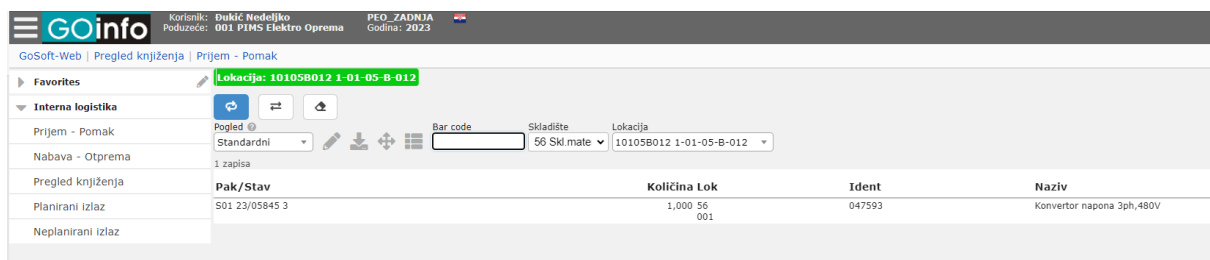 GOinfo
Korisnik: Đukić Nedeljko PEO_ZADNJA
Poduzeće: 001 PIMS Elektro Oprema Godina: 2023
GoSoft-Web | Pregled knjiženja | Prijem - Pomak
Favorites
Interna logistika
Prijem - Pomak
Nabava - Otprema
Pregled knjiženja
Planirani izlaz
Neplanirani izlaz
Lokacija: 10105B012 1-01-05-B-012
Pogled Bar code Skladište Lokacija
Standardni 56 Skl.mate 10105B012 1-01-05-B-012
1 zapisa
Pak/Stav Količina Lok Ident Naziv
S01 23/05845 3 1,000 56 047593 Konvertor napona 3ph,480V
001